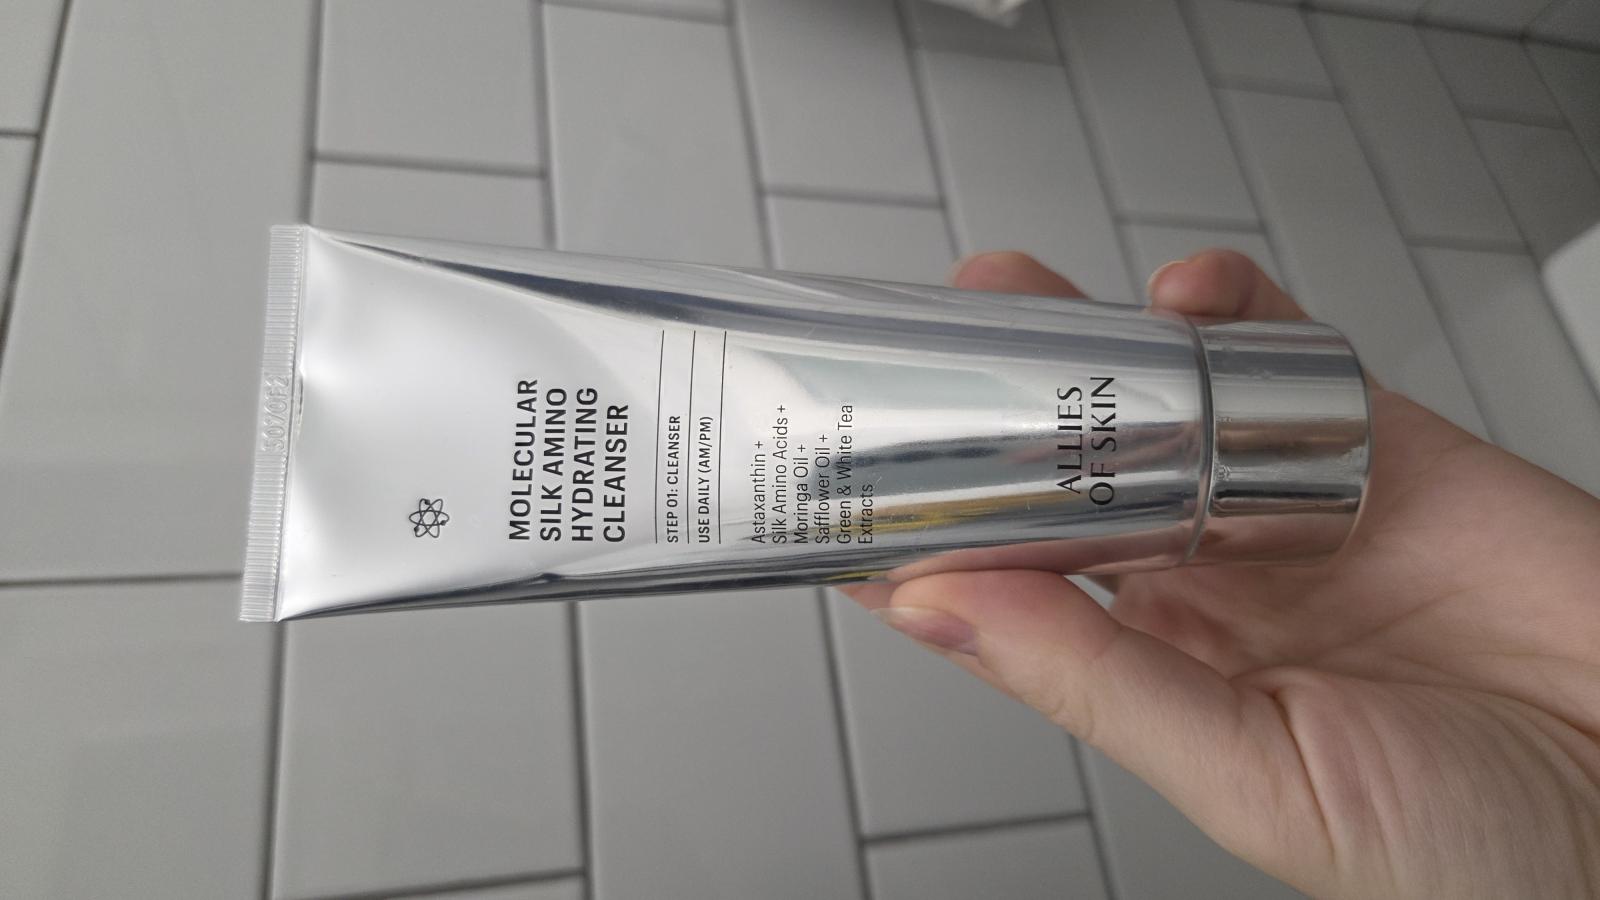 MOLECULAR
SILK AMINO
HYDRATING
CLEANSER
STEP 01: CLEANSER
USE DAILY (AM/PM)
Astaxanthin +
Silk Amino Acids +
Moringa Oil +
Safflower Oil +
Green & White Tea
Extracts
ALLIES
OF SKIN